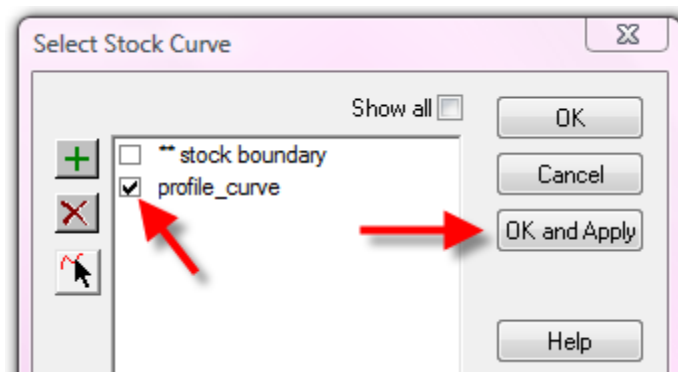 Select Stock Curve
Show all
** stock boundary
profile_curve
OK
Cancel
OK and Apply
Help